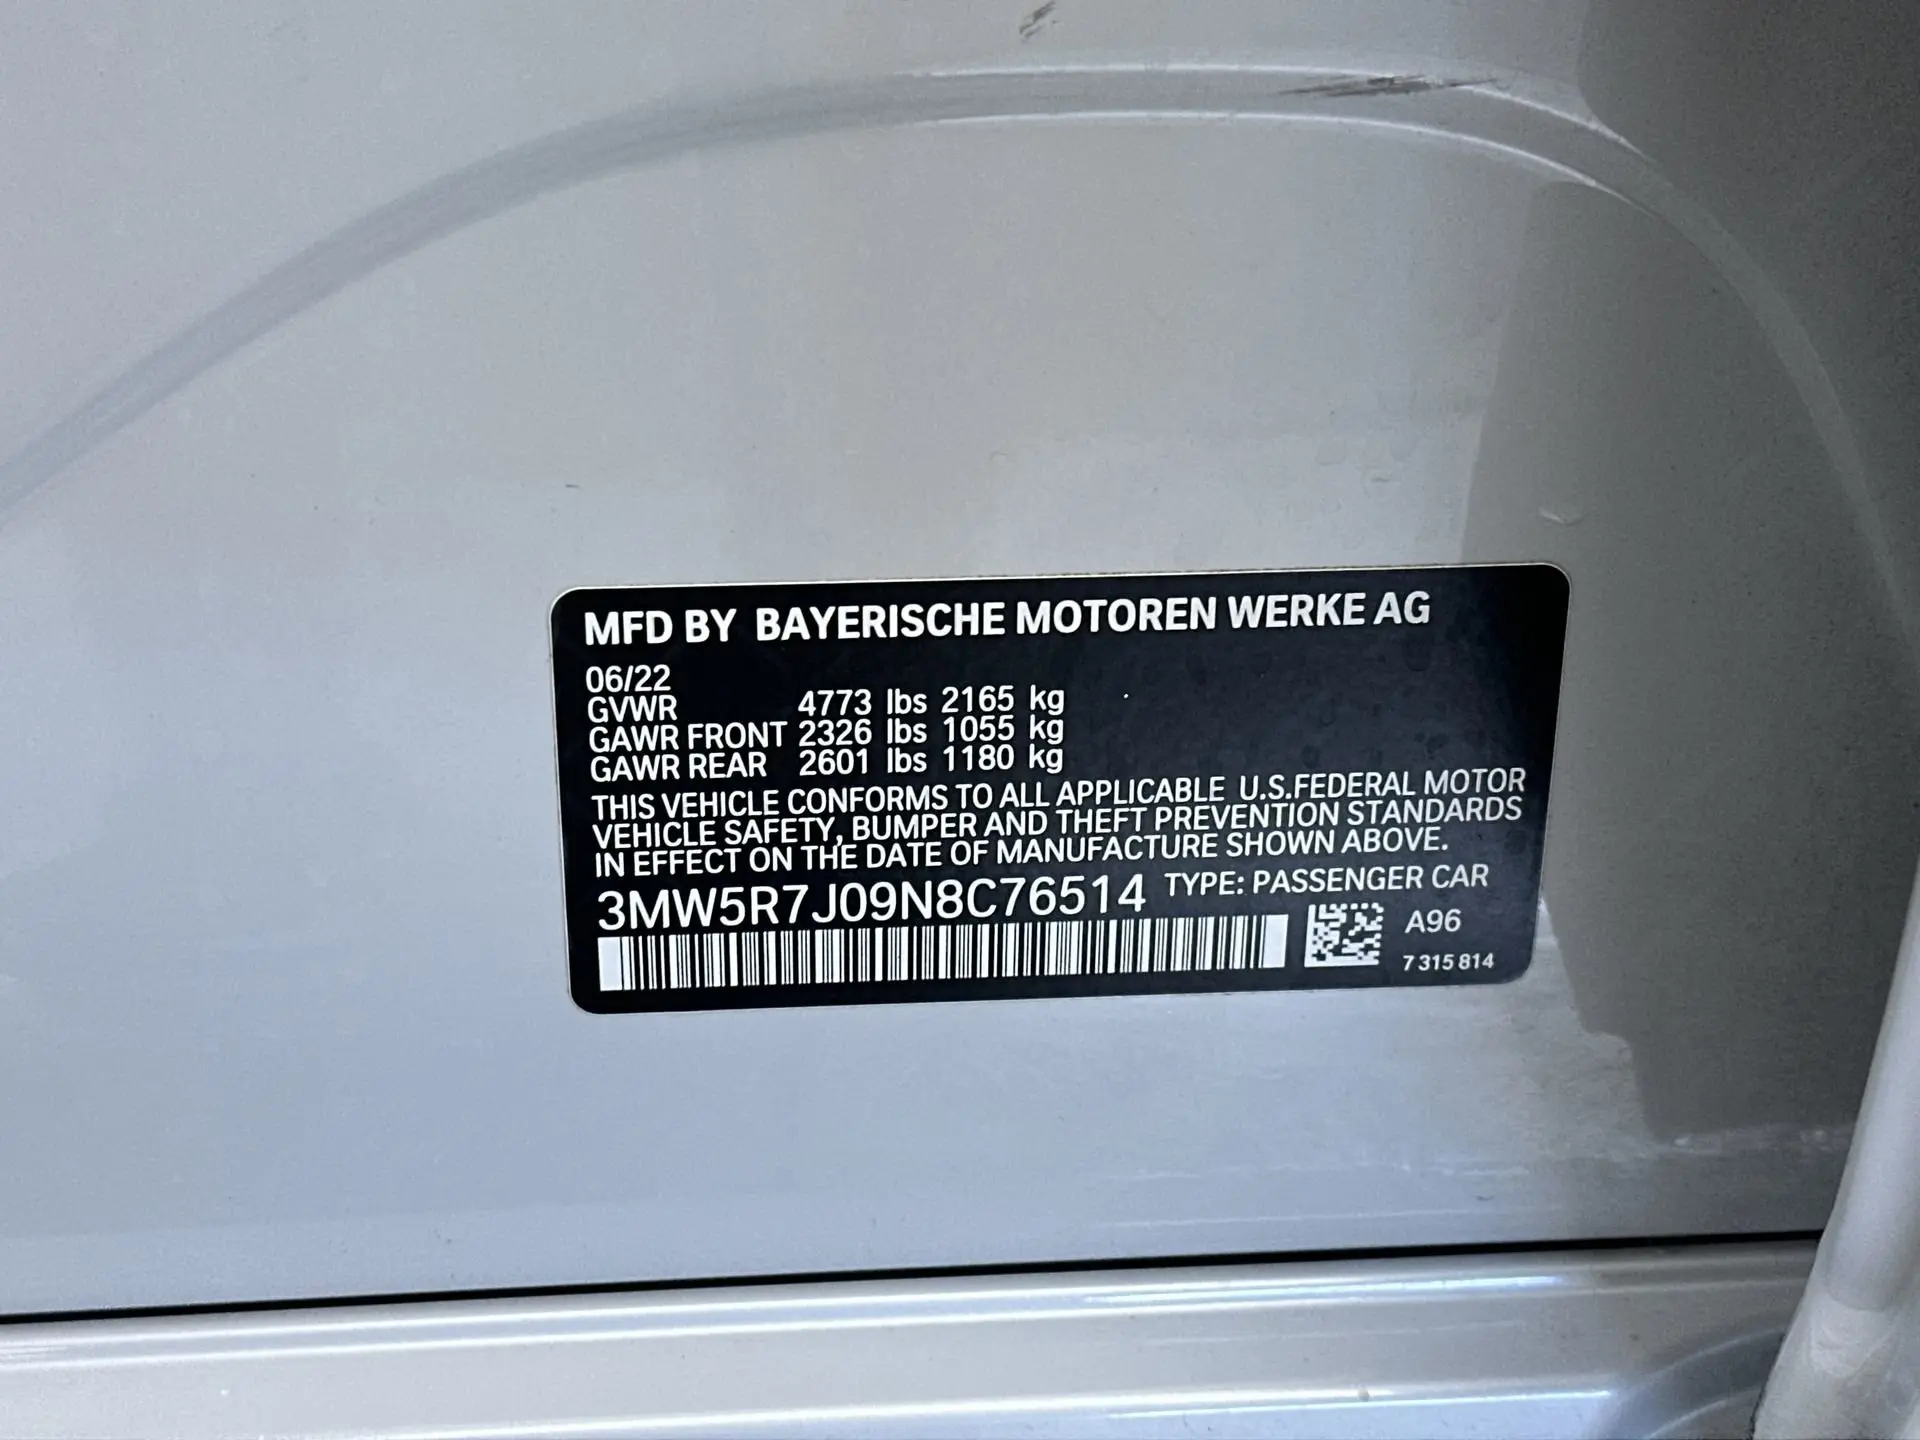 MFD BY BAYERISCHE MOTOREN WERKE AG
06/22
GVWR 4773 lbs 2165 kg
GAWR FRONT 2326 lbs 1055 kg
GAWR REAR 2601 lbs 1180 kg
THIS VEHICLE CONFORMS TO ALL APPLICABLE U.S.FEDERAL MOTOR
VEHICLE SAFETY, BUMPER AND THEFT PREVENTION STANDARDS
IN EFFECT ON THE DATE OF MANUFACTURE SHOWN ABOVE.
3MW5R7J09N8C76514 TYPE: PASSENGER CAR
A96
7 315 814